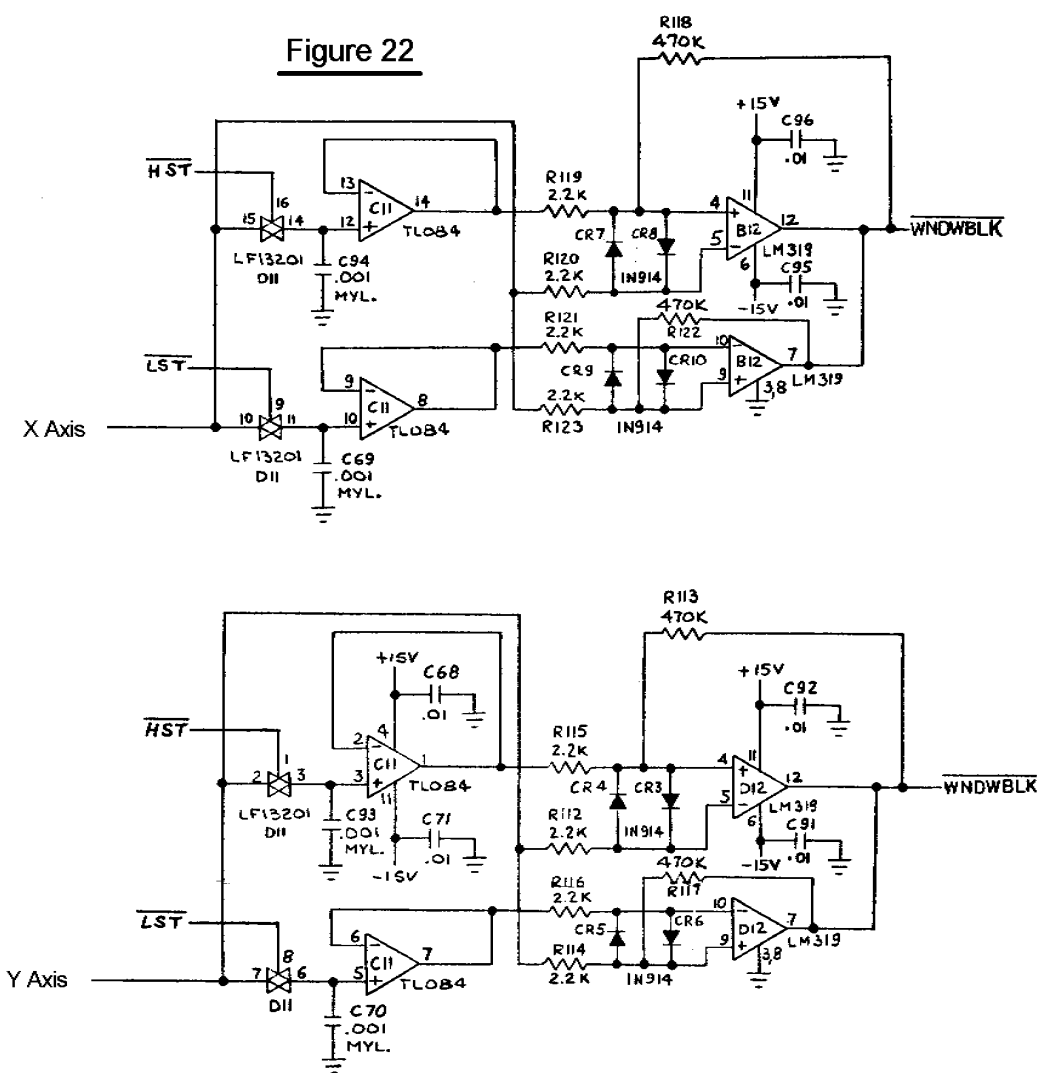 Figure 22
R118
470K
+15V
C96
.01
HST
16
15
14
LF13201
D11
C94
.001
MYL.
13
-
12
+
C11
14
TL084
R119
2.2K
CR7
CR8
1N914
R120
2.2K
4
+
5
-
11
B12
12
LM319
6
-15V
C95
.01
WNDWBLK
LST
9
10
11
LF13201
D11
C69
.001
MYL.
9
-
10
+
C11
8
TL084
R121
2.2K
CR9
CR10
2.2K
R123
1N914
470K
R122
10
-
9
+
B12
7
LM319
3,8
X Axis
R113
470K
+15V
C92
.01
+15V
C68
.01
HST
1
2
3
LF13201
D11
C93
.001
MYL.
2
-
3
+
4
C11
1
TL084
11
C71
.01
-15V
R115
2.2K
CR4
CR3
1N914
R112
2.2K
4
+
5
-
11
D12
12
LM319
6
-15V
C91
.01
WNDWBLK
LST
8
7
6
D11
C70
.001
MYL.
6
-
5
+
C11
7
TL084
R116
2.2K
CR5
CR6
R114
2.2K
1N914
470K
R117
10
-
9
+
D12
7
LM319
3,8
Y Axis